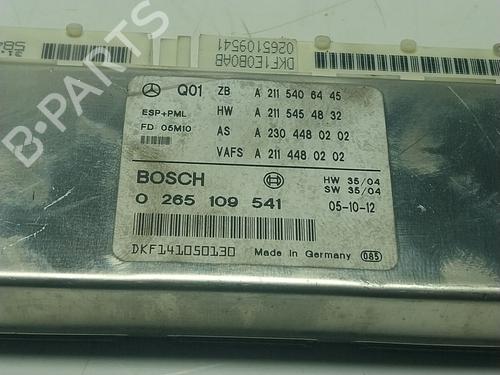 DKF1E0B0AB
0265109541
Q01 ZB A 211 540 64 45
ESP+PML HW A 211 545 48 32
FD 05M10 AS A 230 448 02 02
VAFS A 211 448 02 02
BOSCH HW 35/04
SW 35/04
0 265 109 541 05-10-12
DKF141050130 Made in Germany 085
B-PARTS